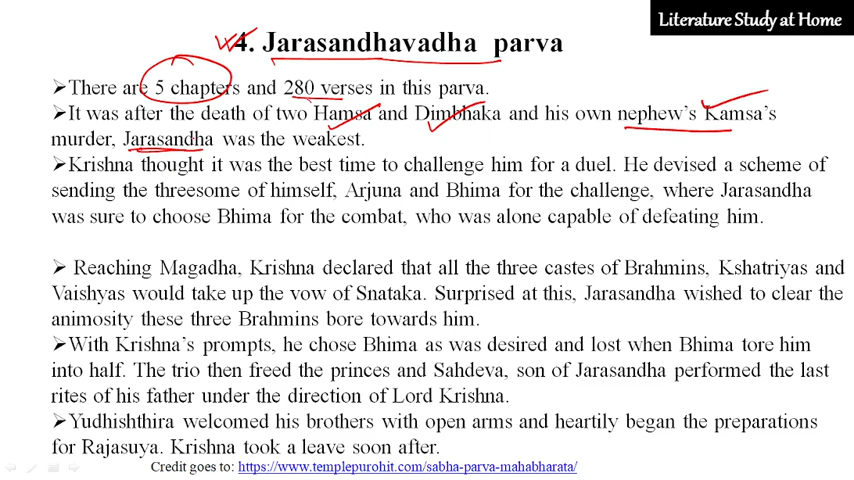 Literature Study at Home
4. Jarasandhavadha parva
➢There are 5 chapters and 280 verses in this parva.
➢It was after the death of two Hamsa and Dimbhaka and his own nephew's Kamsa's
murder, Jarasandha was the weakest.
➢Krishna thought it was the best time to challenge him for a duel. He devised a scheme of
sending the threesome of himself, Arjuna and Bhima for the challenge, where Jarasandha
was sure to choose Bhima for the combat, who was alone capable of defeating him.
➢ Reaching Magadha, Krishna declared that all the three castes of Brahmins, Kshatriyas and
Vaishyas would take up the vow of Snataka. Surprised at this, Jarasandha wished to clear the
animosity these three Brahmins bore towards him.
➢With Krishna's prompts, he chose Bhima as was desired and lost when Bhima tore him
into half. The trio then freed the princes and Sahdeva, son of Jarasandha performed the last
rites of his father under the direction of Lord Krishna.
➢Yudhishthira welcomed his brothers with open arms and heartily began the preparations
for Rajasuya. Krishna took a leave soon after.
Credit goes to: https://www.templepurohit.com/sabha-parva-mahabharata/